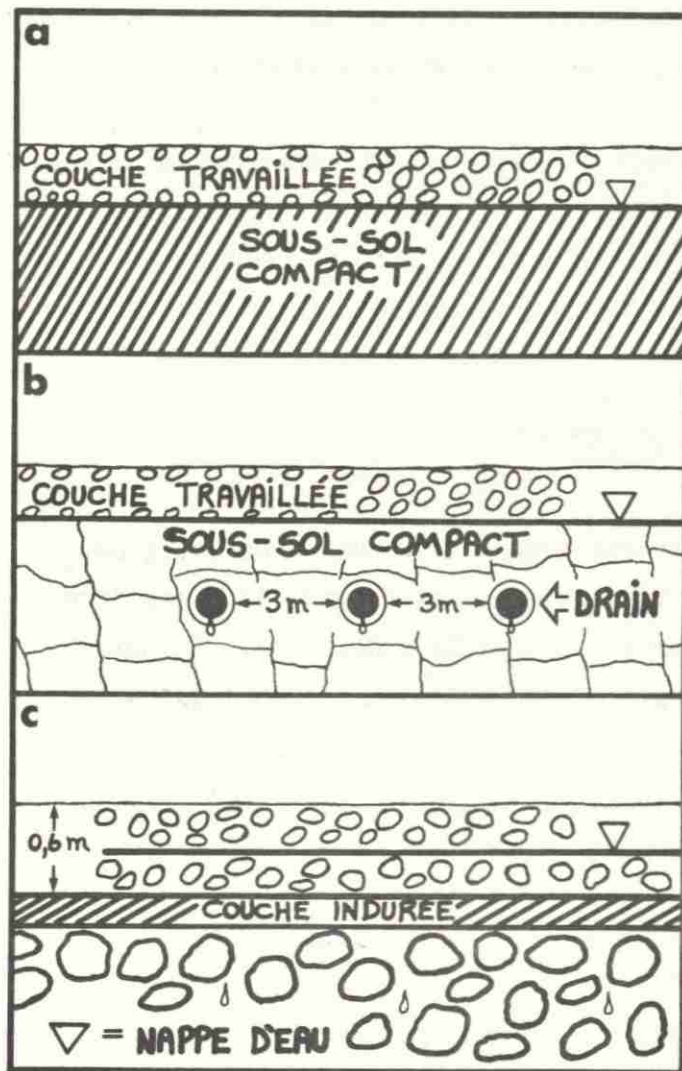 a
COUCHE TRAVAILLÉE
SOUS-SOL
COMPACT
b
COUCHE TRAVAILLÉE
SOUS-SOL COMPACT
3m 3m DRAIN
c
0,6m
COUCHE INDURÉE
= NAPPE D'EAU